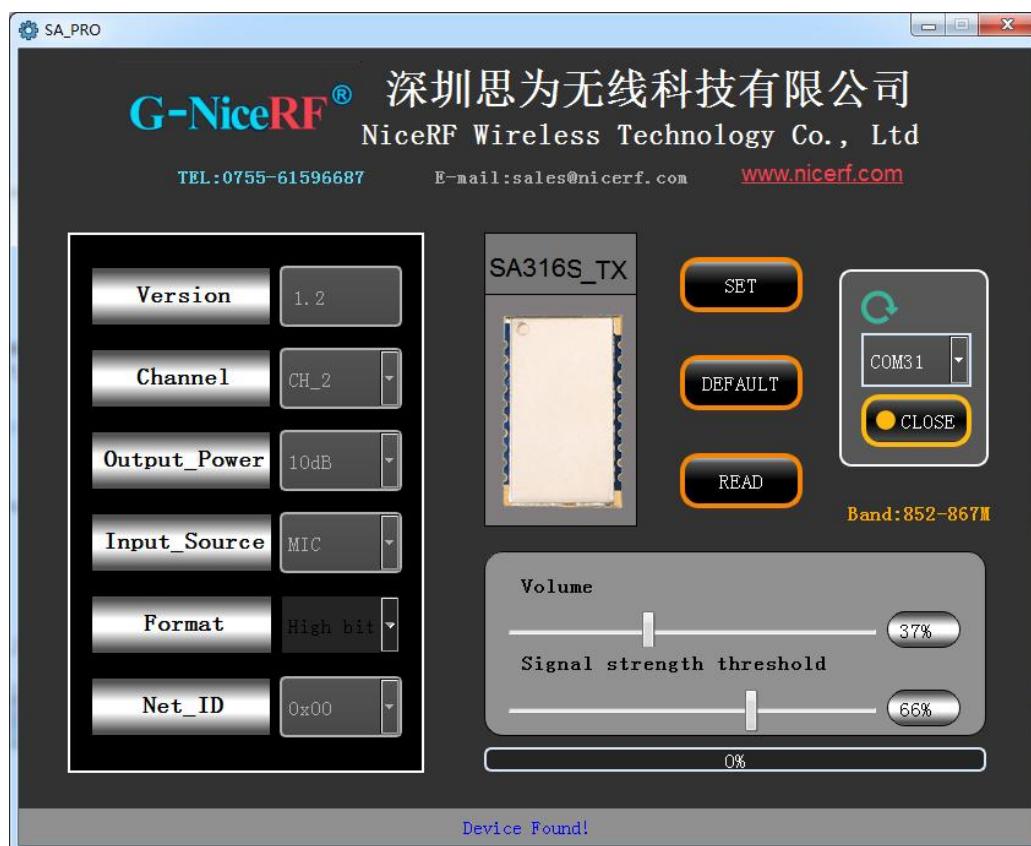 SA_PRO
G-NiceRF®
深圳思为无线科技有限公司
NiceRF Wireless Technology Co., Ltd
TEL:0755-61596687 E-mail:sales@nicerf.com www.nicerf.com
Version 1.2
Channel CH_2
Output_Power 10dB
Input_Source MIC
Format High bit
Net_ID 0x00
SA316S_TX
SET
DEFAULT
READ
COM31
CLOSE
Band:852-867M
Volume
37%
Signal strength threshold
66%
0%
Device Found!